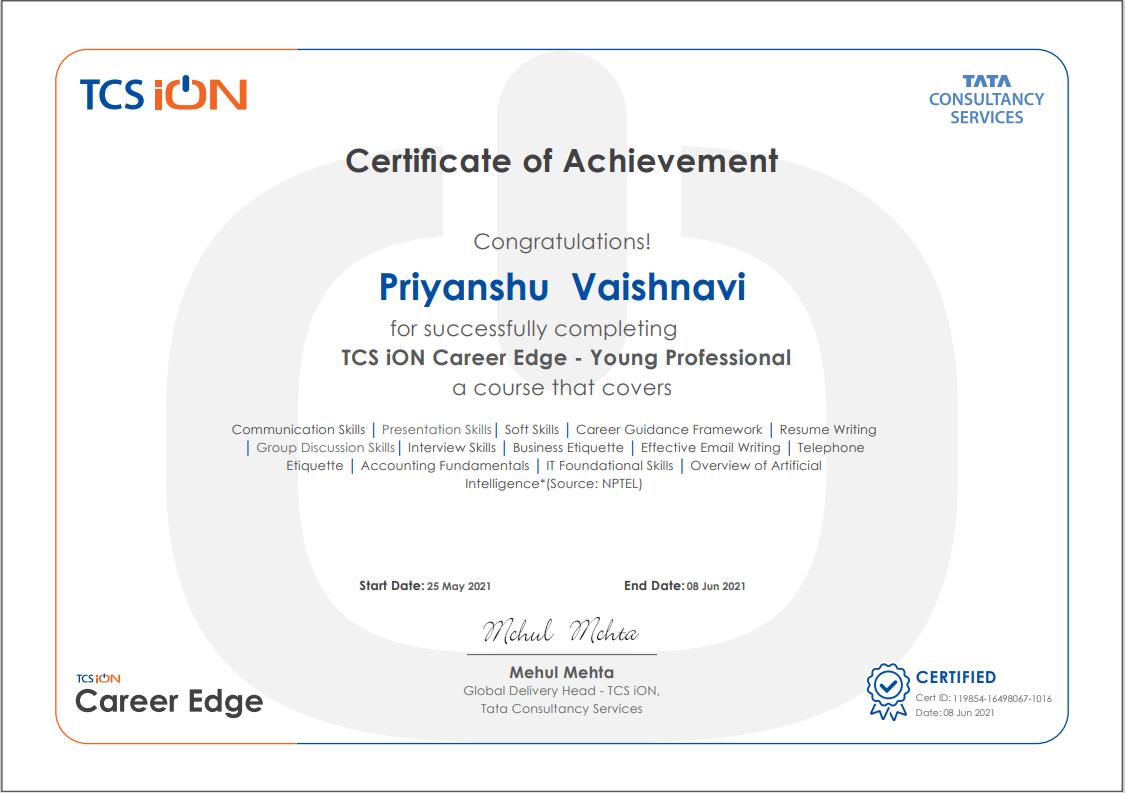 TCS iON
TATA
CONSULTANCY
SERVICES
Certificate of Achievement
Congratulations!
Priyanshu Vaishnavi
for successfully completing
TCS iON Career Edge - Young Professional
a course that covers
Communication Skills | Presentation Skills | Soft Skills | Career Guidance Framework | Resume Writing
| Group Discussion Skills | Interview Skills | Business Etiquette | Effective Email Writing | Telephone
Etiquette | Accounting Fundamentals | IT Foundational Skills | Overview of Artificial
Intelligence*(Source: NPTEL)
Start Date: 25 May 2021 End Date: 08 Jun 2021
Mehul Mehta
Mehul Mehta
Global Delivery Head - TCS iON,
Tata Consultancy Services
TCS iON
Career Edge
CERTIFIED
Cert ID: 119854-16498067-1016
Date: 08 Jun 2021